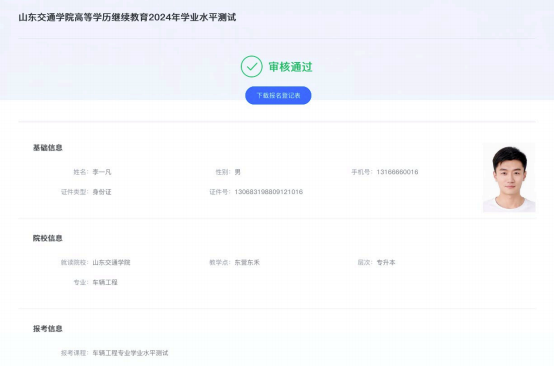 山东交通学院高等学历继续教育2024年学业水平测试
审核通过
下载报名登记表
基础信息
姓名： 李一凡 性别： 男 手机号： 13166660016
证件类型： 身份证 证件号： 130683198809121016
院校信息
就读院校： 山东交通学院 教学点： 东营东禾 层次： 专升本
专业： 车辆工程
报考信息
报考课程： 车辆工程专业学业水平测试